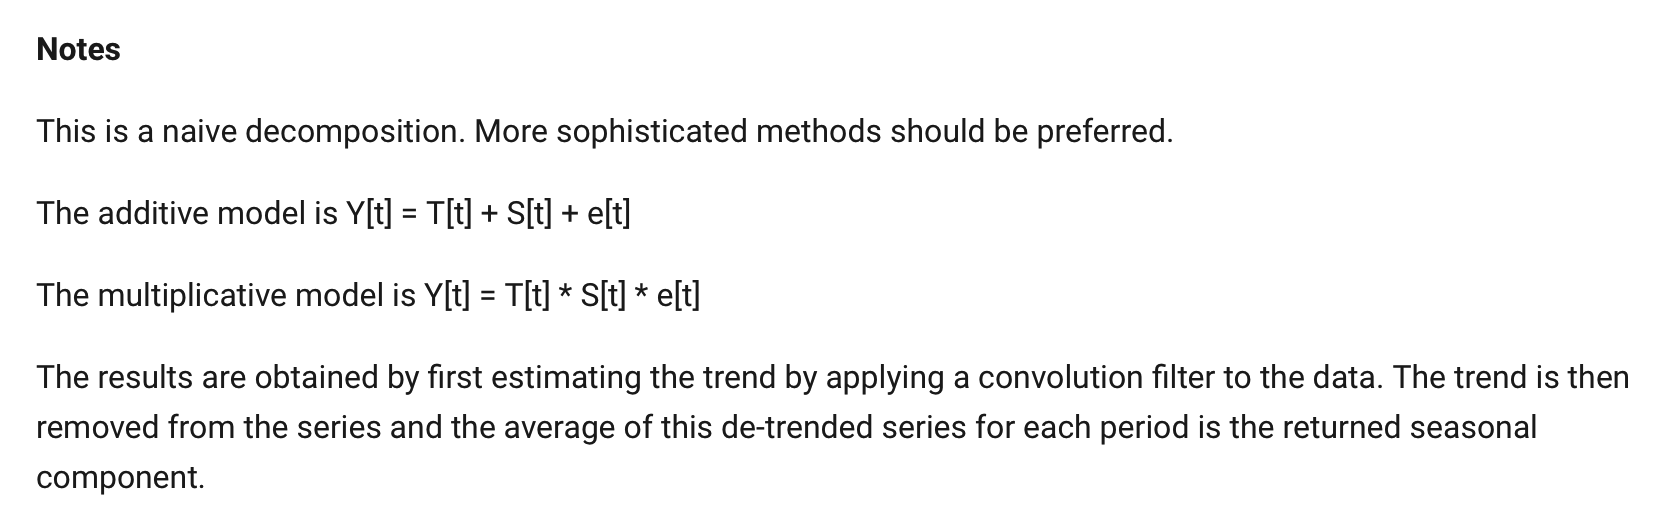 Notes
This is a naive decomposition. More sophisticated methods should be preferred.
The additive model is Y[t] = T[t] + S[t] + e[t]
The multiplicative model is Y[t] = T[t] * S[t] * e[t]
The results are obtained by first estimating the trend by applying a convolution filter to the data. The trend is then
removed from the series and the average of this de-trended series for each period is the returned seasonal
component.